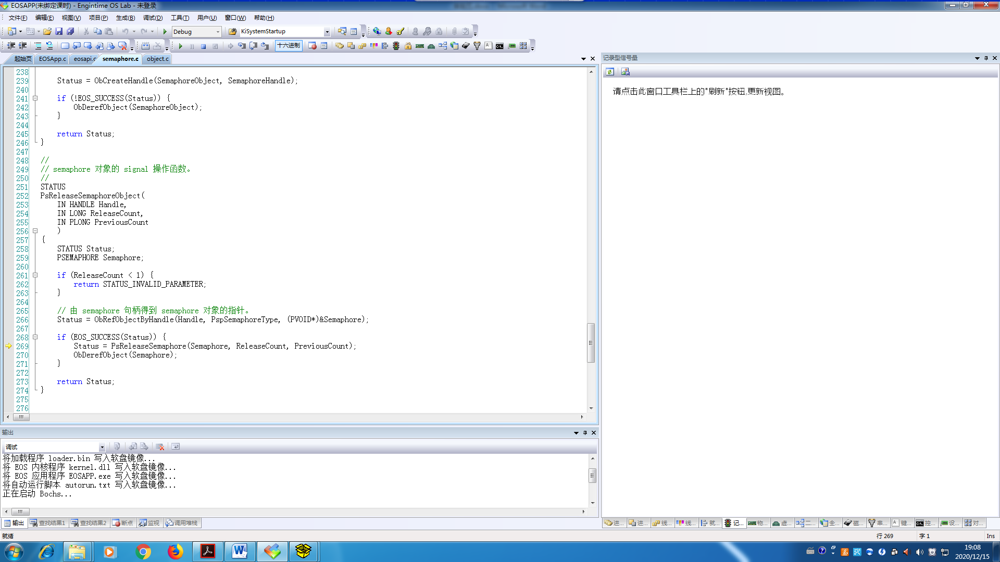 EOSAPP(未绑定课时) - Engintime OS Lab - 未登录
文件(F) 编辑(E) 视图(V) 项目(P) 生成(B) 调试(D) 工具(T) 用户(U) 窗口(W) 帮助(H)
Debug KiSystemStartup
十六进制
起始页 EOSApp.c eosapi.c semaphore.c object.c
238
239 Status = ObCreateHandle(SemaphoreObject, SemaphoreHandle);
240
241 if (!EOS_SUCCESS(Status)) {
242 ObDerefObject(SemaphoreObject);
243 }
244
245 return Status;
246 }
247
248 //
249 // semaphore 对象的 signal 操作函数。
250 //
251 STATUS
252 PsReleaseSemaphoreObject(
253 IN HANDLE Handle,
254 IN LONG ReleaseCount,
255 IN PLONG PreviousCount
256 )
257 {
258 STATUS Status;
259 PSEMAPHORE Semaphore;
260
261 if (ReleaseCount < 1) {
262 return STATUS_INVALID_PARAMETER;
263 }
264
265 // 由 semaphore 句柄得到 semaphore 对象的指针。
266 Status = ObRefObjectByHandle(Handle, PspSemaphoreType, (PVOID*)&Semaphore);
267
268 if (EOS_SUCCESS(Status)) {
269 Status = PsReleaseSemaphore(Semaphore, ReleaseCount, PreviousCount);
270 ObDerefObject(Semaphore);
271 }
272
273 return Status;
274 }
275
276
记录型信号量
请点击此窗口工具栏上的"刷新"按钮,更新视图。
输出
调试
将加载程序 loader.bin 写入软盘镜像...
将 EOS 内核程序 kernel.dll 写入软盘镜像...
将 EOS 应用程序 EOSAPP.exe 写入软盘镜像...
将自动运行脚本 autorun.txt 写入软盘镜像...
正在启动 Bochs...
输出 查找结果1 查找结果2 断点 监视 调用堆栈
进... 进... 线... 线... 就... 记... 物... 虚... 二... 全... 磁... 串... 键... 控... 设... 对...
就绪 行 269 字 1 Ins
19:08
2020/12/15